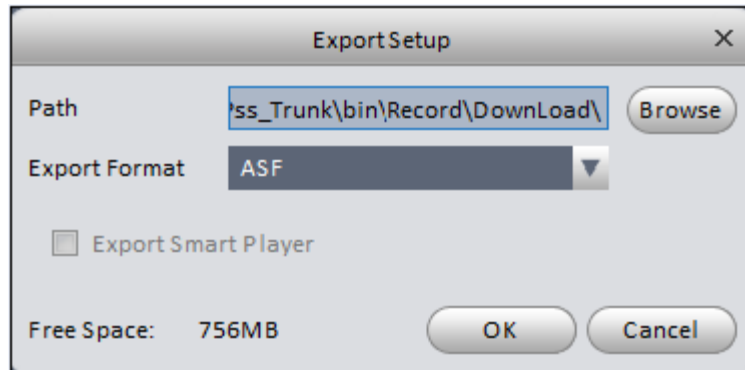 Export Setup
Path ss_Trunk\bin\Record\DownLoad\ Browse
Export Format ASF
Export Smart Player
Free Space: 756MB OK Cancel